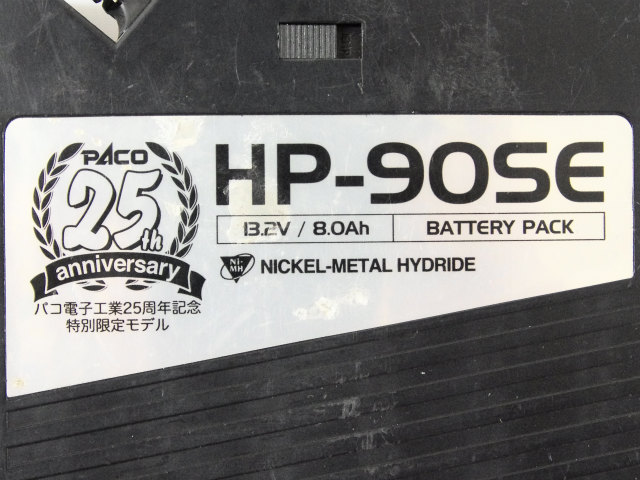 PACO
25th
anniversary
パコ電子工業25周年記念
特別限定モデル
HP-90SE
13.2V / 8.0Ah
BATTERY PACK
NI-MH
NICKEL-METAL HYDRIDE